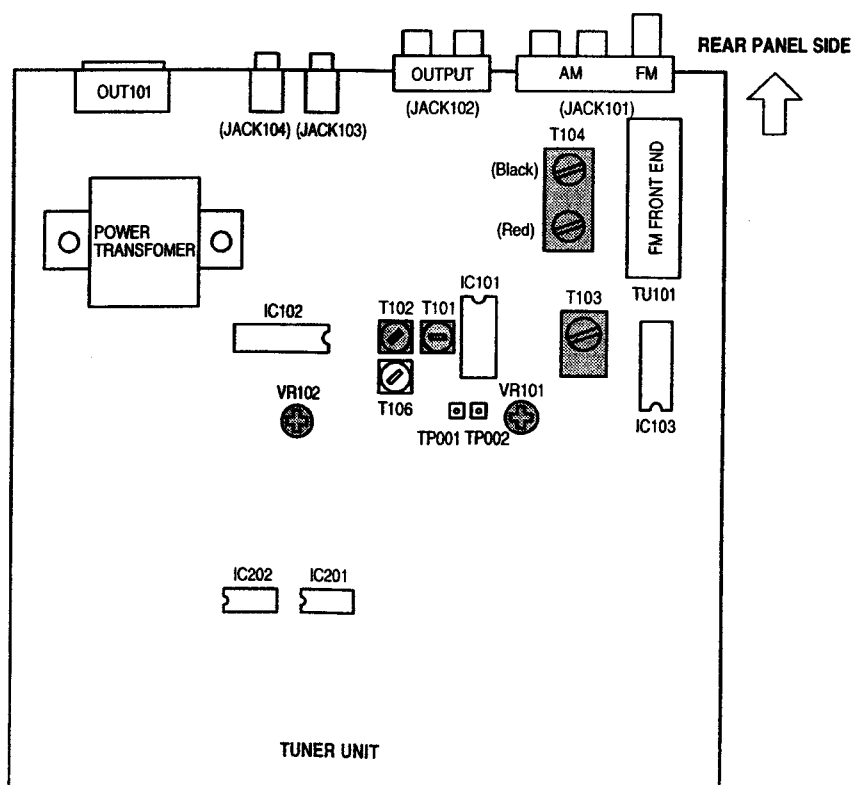 REAR PANEL SIDE
OUT101
OUTPUT
AM
FM
(JACK104)
(JACK103)
(JACK102)
(JACK101)
T104
(Black)
(Red)
FM FRONT END
TU101
POWER
TRANSFOMER
IC102
T102
T101
IC101
T103
VR102
T106
VR101
TP001
TP002
IC103
IC202
IC201
TUNER UNIT